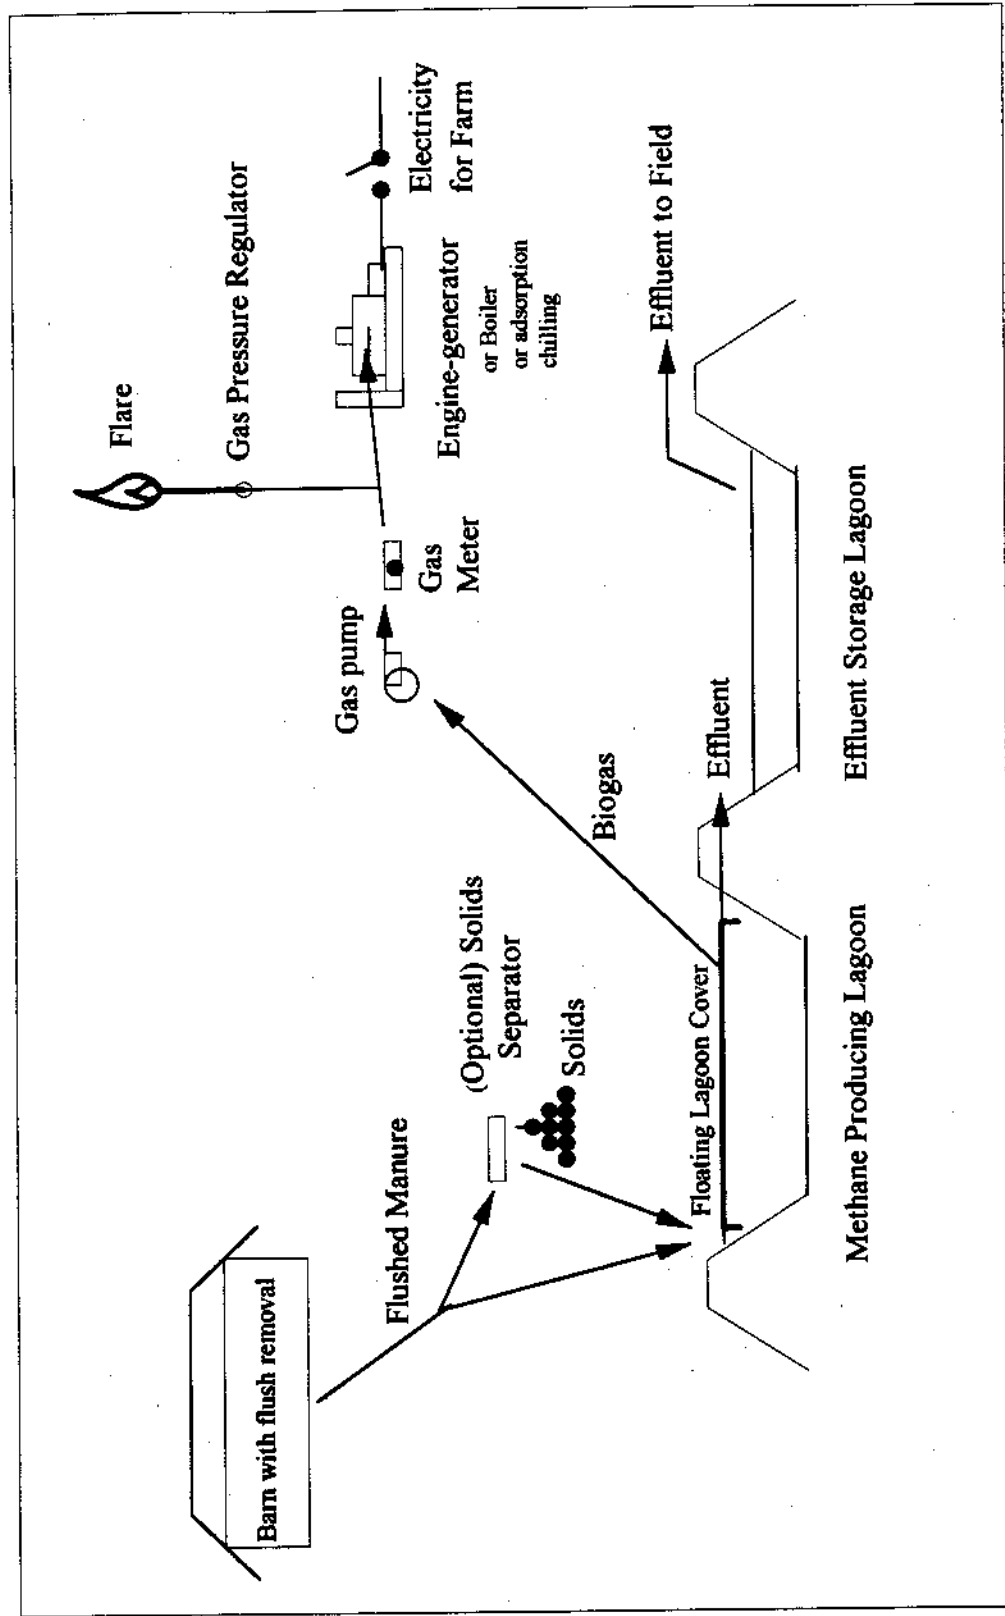 Barn with flush removal
Flushed Manure
(Optional) Solids
Separator
Solids
Floating Lagoon Cover
Methane Producing Lagoon
Biogas
Effluent
Effluent Storage Lagoon
Effluent to Field
Gas pump
Gas
Meter
Flare
Gas Pressure Regulator
Engine-generator
or Boiler
or adsorption
chilling
Electricity
for Farm